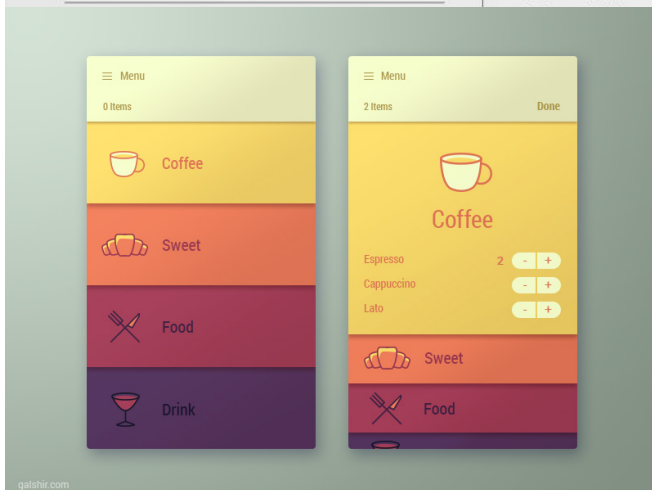 Menu
0 Items
Coffee
Sweet
Food
Drink
Menu
2 Items
Done
Coffee
Espresso 2 - +
Cappuccino - +
Lato - +
Sweet
Food
qalshir.com